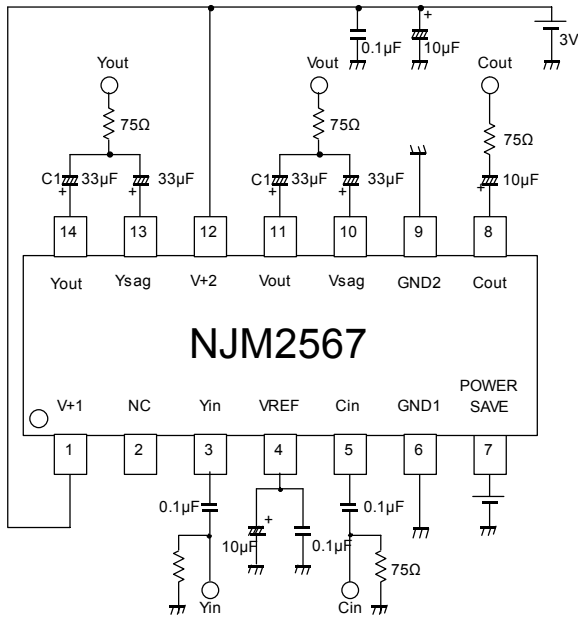 0.1µF
10µF
3V
Yout
Vout
Cout
75Ω
75Ω
75Ω
C1 33µF
+
33µF
+
C1 33µF
+
33µF
+
10µF
+
14
13
12
11
10
9
8
Yout
Ysag
V+2
Vout
Vsag
GND2
Cout
NJM2567
V+1
NC
Yin
VREF
Cin
GND1
POWER
SAVE
1
2
3
4
5
6
7
0.1µF
+
10µF
0.1µF
0.1µF
75Ω
Yin
Cin